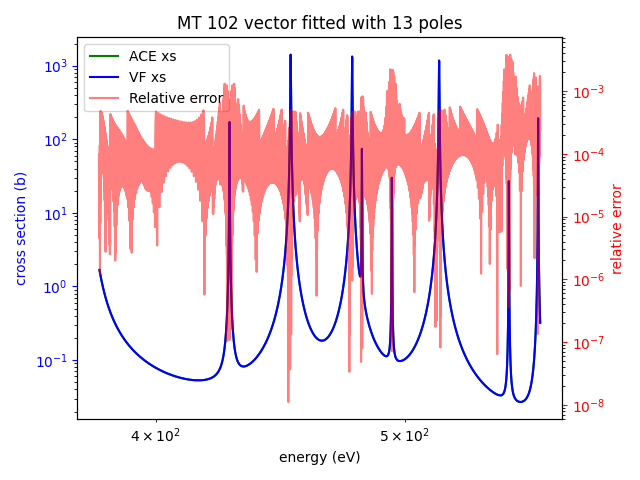 MT 102 vector fitted with 13 poles
ACE xs
VF xs
Relative error
10³
10²
10¹
10⁰
10⁻¹
cross section (b)
10⁻³
10⁻⁴
10⁻⁵
10⁻⁶
10⁻⁷
10⁻⁸
relative error
4 × 10²
5 × 10²
energy (eV)